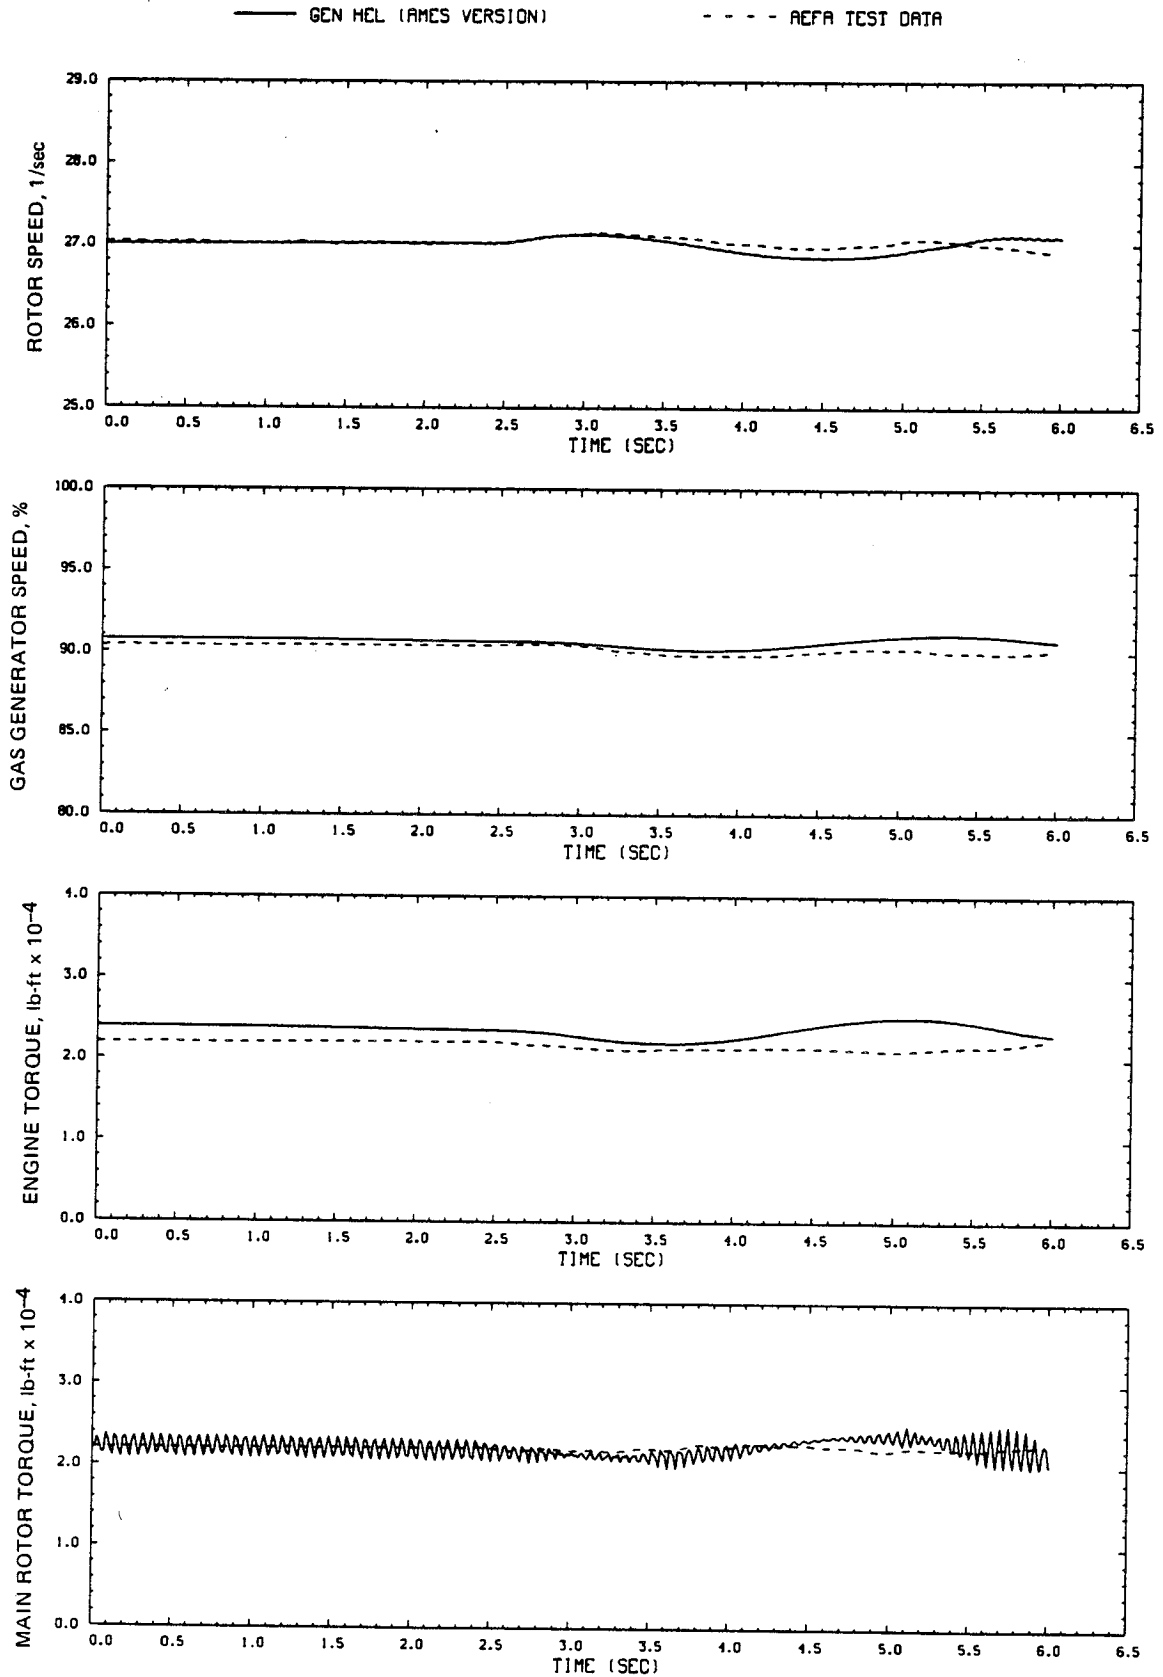 GEN HEL (AMES VERSION)
AEFA TEST DATA
ROTOR SPEED, 1/sec
29.0
28.0
27.0
26.0
25.0
0.0 0.5 1.0 1.5 2.0 2.5 3.0 3.5 4.0 4.5 5.0 5.5 6.0 6.5
TIME (SEC)
GAS GENERATOR SPEED, %
100.0
95.0
90.0
85.0
80.0
0.0 0.5 1.0 1.5 2.0 2.5 3.0 3.5 4.0 4.5 5.0 5.5 6.0 6.5
TIME (SEC)
ENGINE TORQUE, lb-ft x 10–4
4.0
3.0
2.0
1.0
0.0
0.0 0.5 1.0 1.5 2.0 2.5 3.0 3.5 4.0 4.5 5.0 5.5 6.0 6.5
TIME (SEC)
MAIN ROTOR TORQUE, lb-ft x 10–4
4.0
3.0
2.0
1.0
0.0
0.0 0.5 1.0 1.5 2.0 2.5 3.0 3.5 4.0 4.5 5.0 5.5 6.0 6.5
TIME (SEC)